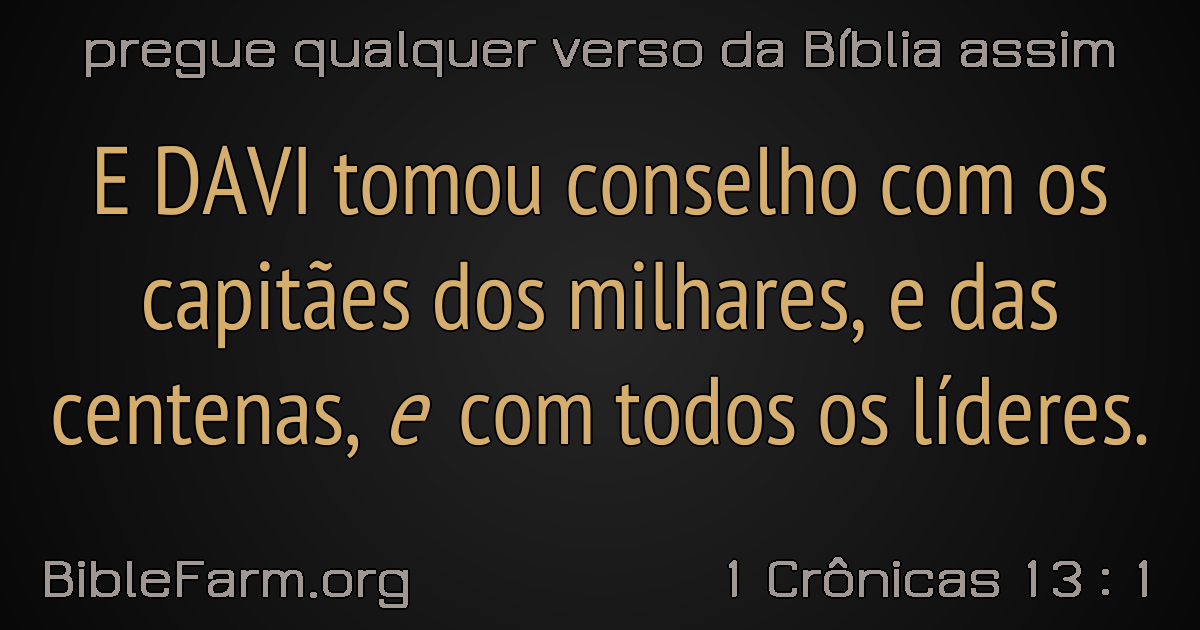 pregue qualquer verso da Bíblia assim
E DAVI tomou conselho com os
capitães dos milhares, e das
centenas, e com todos os líderes.
BibleFarm.org
1 Crônicas 13 : 1